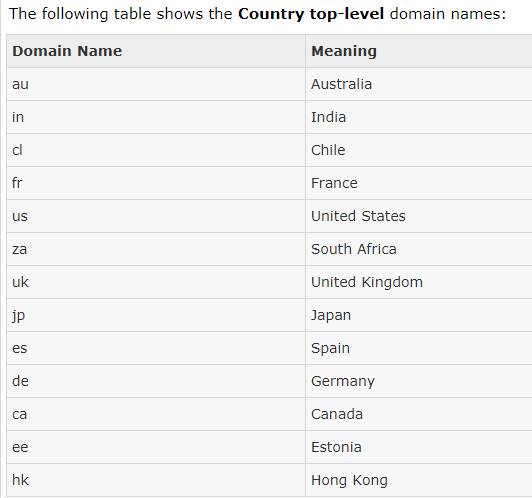 The following table shows the Country top-level domain names:
Domain Name Meaning
au Australia
in India
cl Chile
fr France
us United States
za South Africa
uk United Kingdom
jp Japan
es Spain
de Germany
ca Canada
ee Estonia
hk Hong Kong